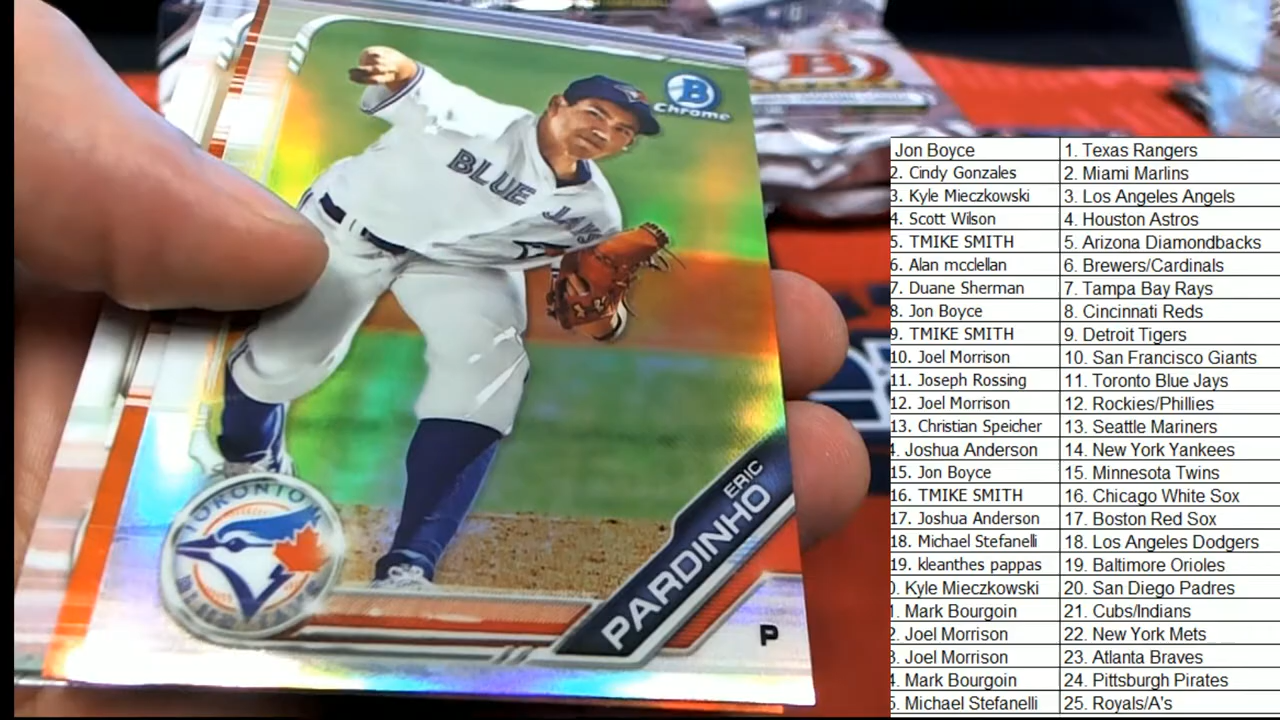 B
Chrome
BLUE JAYS
TORONTO
BLUE JAYS
ERIC
PARDINHO
P
B
Jon Boyce 1. Texas Rangers
2. Cindy Gonzales 2. Miami Marlins
3. Kyle Mieczkowski 3. Los Angeles Angels
4. Scott Wilson 4. Houston Astros
5. TMIKE SMITH 5. Arizona Diamondbacks
6. Alan mcclellan 6. Brewers/Cardinals
7. Duane Sherman 7. Tampa Bay Rays
8. Jon Boyce 8. Cincinnati Reds
9. TMIKE SMITH 9. Detroit Tigers
10. Joel Morrison 10. San Francisco Giants
11. Joseph Rossing 11. Toronto Blue Jays
12. Joel Morrison 12. Rockies/Phillies
13. Christian Speicher 13. Seattle Mariners
4. Joshua Anderson 14. New York Yankees
15. Jon Boyce 15. Minnesota Twins
16. TMIKE SMITH 16. Chicago White Sox
17. Joshua Anderson 17. Boston Red Sox
18. Michael Stefanelli 18. Los Angeles Dodgers
19. kleanthes pappas 19. Baltimore Orioles
0. Kyle Mieczkowski 20. San Diego Padres
1. Mark Bourgoin 21. Cubs/Indians
2. Joel Morrison 22. New York Mets
3. Joel Morrison 23. Atlanta Braves
4. Mark Bourgoin 24. Pittsburgh Pirates
5. Michael Stefanelli 25. Royals/A's